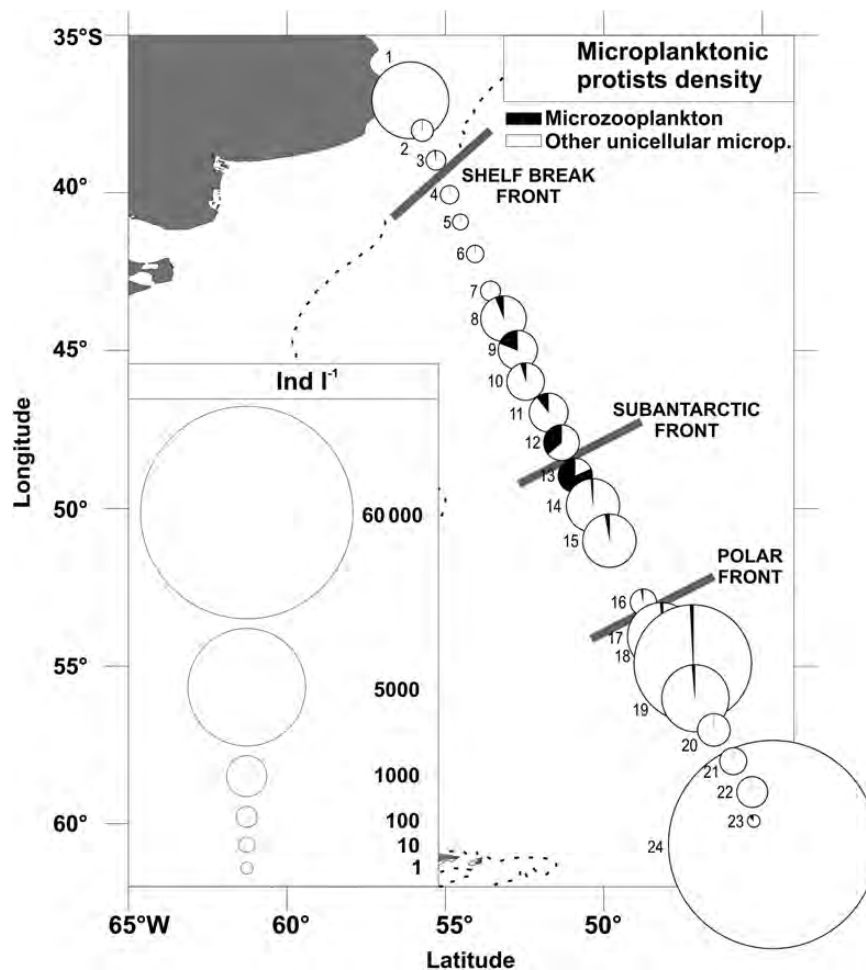 35°S
40°
45°
50°
55°
60°
Longitude
65°W
60°
55°
50°
Latitude
Microplanktonic
protists density
Microzooplankton
Other unicellular microp.
SHELF BREAK
FRONT
SUBANTARCTIC
FRONT
POLAR
FRONT
1
2
3
4
5
6
7
8
9
10
11
12
13
14
15
16
17
18
19
20
21
22
23
24
Ind l⁻¹
60 000
5000
1000
100
10
1